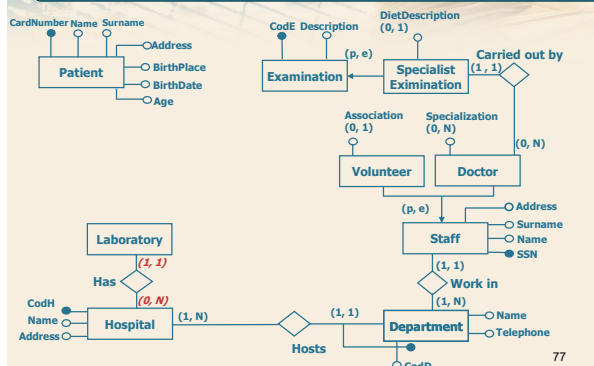 CardNumber Name Surname
Address
BirthPlace
BirthDate
Age
Patient
CodE Description
DietDescription
(0, 1)
(p, e)
Examination
Specialist
Eximination
(1 , 1)
Carried out by
(0, N)
Association
(0, 1)
Specialization
(0, N)
Volunteer
Doctor
(p, e)
Address
Surname
Name
SSN
Staff
(1, 1)
Work in
(1, N)
Laboratory
(1, 1)
Has
(0, N)
CodH
Name
Address
Hospital
(1, N)
Hosts
(1, 1)
Department
Name
Telephone
CodD
77